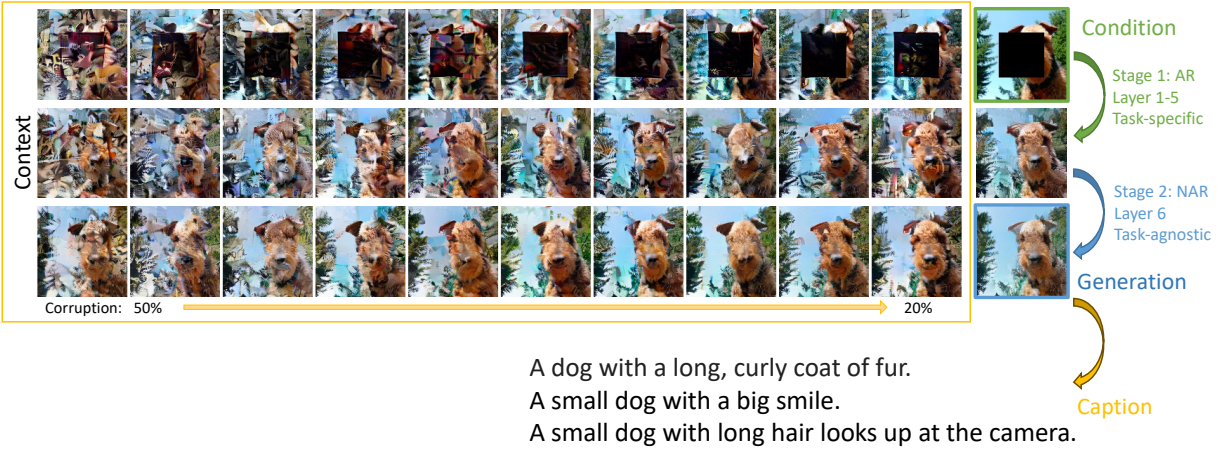 Condition
Stage 1: AR
Layer 1-5
Task-specific
Context
Stage 2: NAR
Layer 6
Task-agnostic
Generation
Corruption: 50% 20%
A dog with a long, curly coat of fur.
A small dog with a big smile.
A small dog with long hair looks up at the camera.
Caption